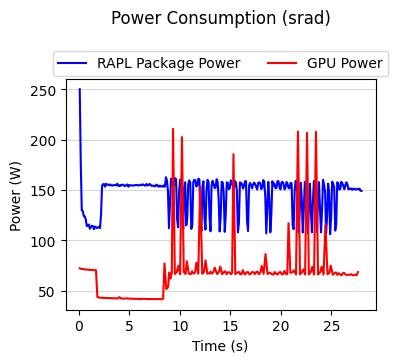 Power Consumption (srad)
RAPL Package Power GPU Power
Power (W)
250
200
150
100
50
0 5 10 15 20 25
Time (s)